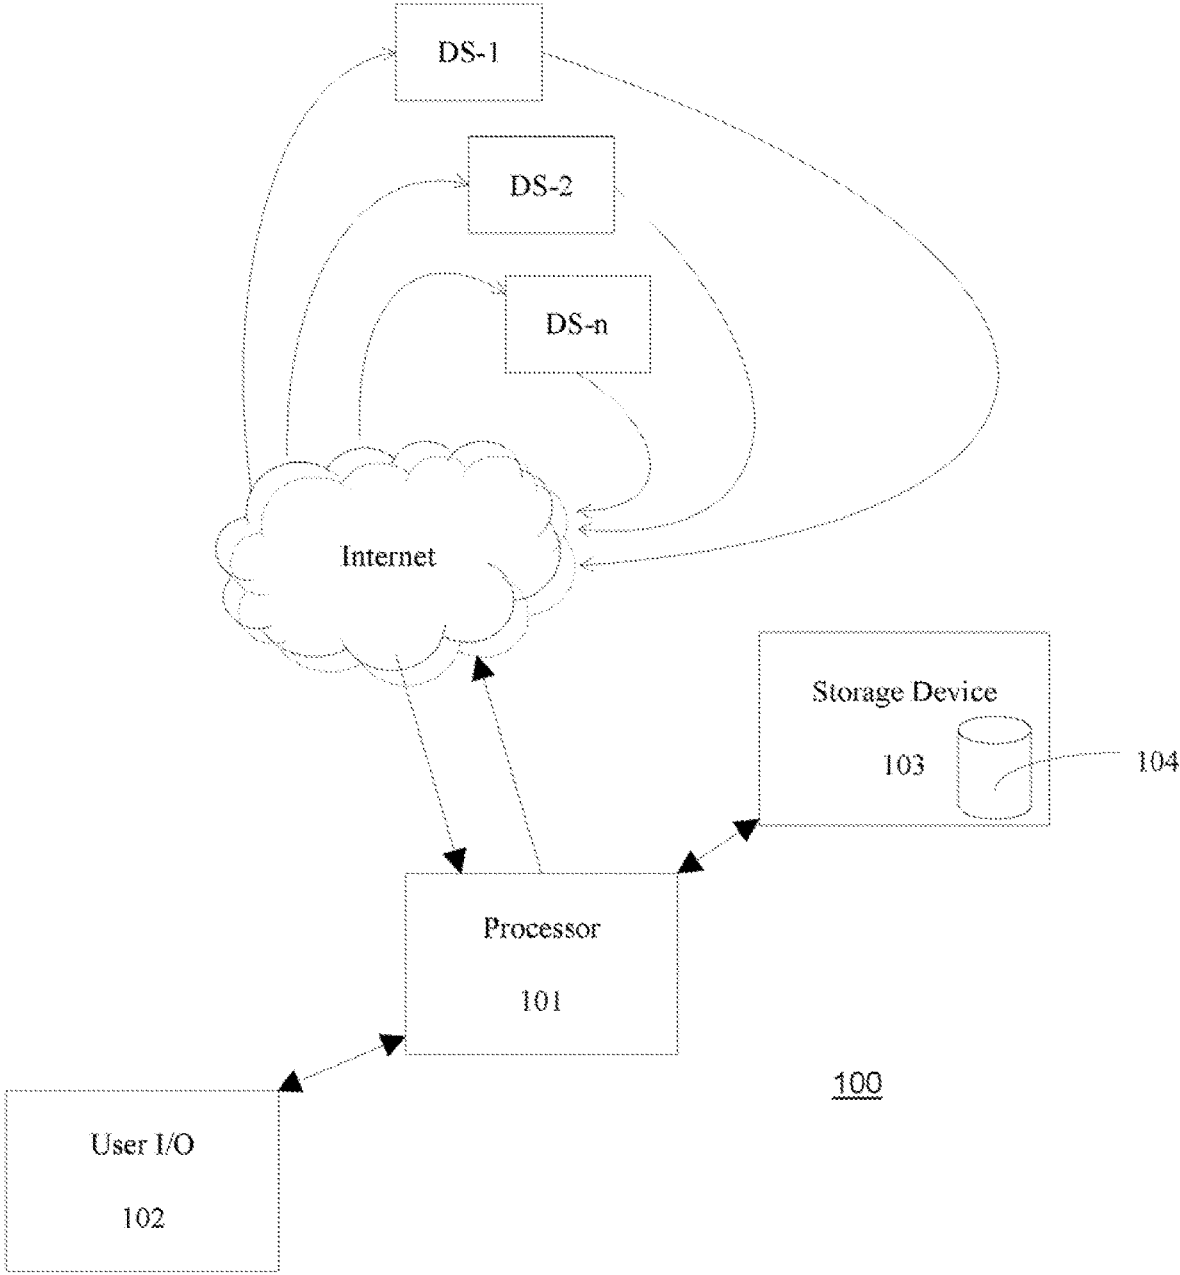 DS-1
DS-2
DS-n
Internet
Storage Device
103
104
Processor
101
100
User I/O
102